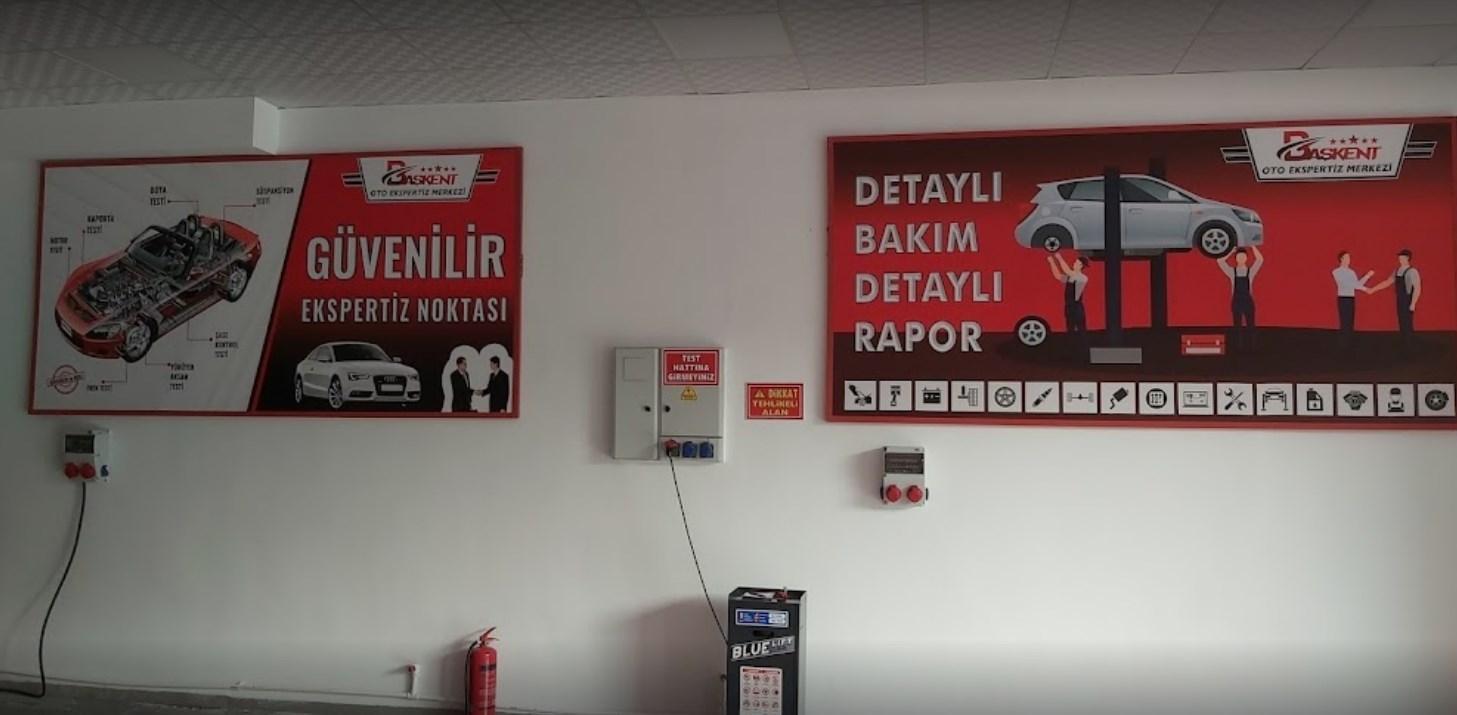 BAŞKENT
OTO EKSPERTİZ MERKEZİ
GÜVENİLİR
EKSPERTİZ NOKTASI
BOYA
TESTİ
SÜSPANSİYON
TESTİ
KAPORTA
TESTİ
MOTOR
TESTİ
ŞASE
KONTROL
TESTİ
YÜRÜYEN
AKSAM
TESTİ
FREN TESTİ
TEST
HATTINA
GİRMEYİNİZ
DİKKAT
TEHLİKELİ
ALAN
BAŞKENT
OTO EKSPERTİZ MERKEZİ
DETAYLI
BAKIM
DETAYLI
RAPOR
BLUELIFT